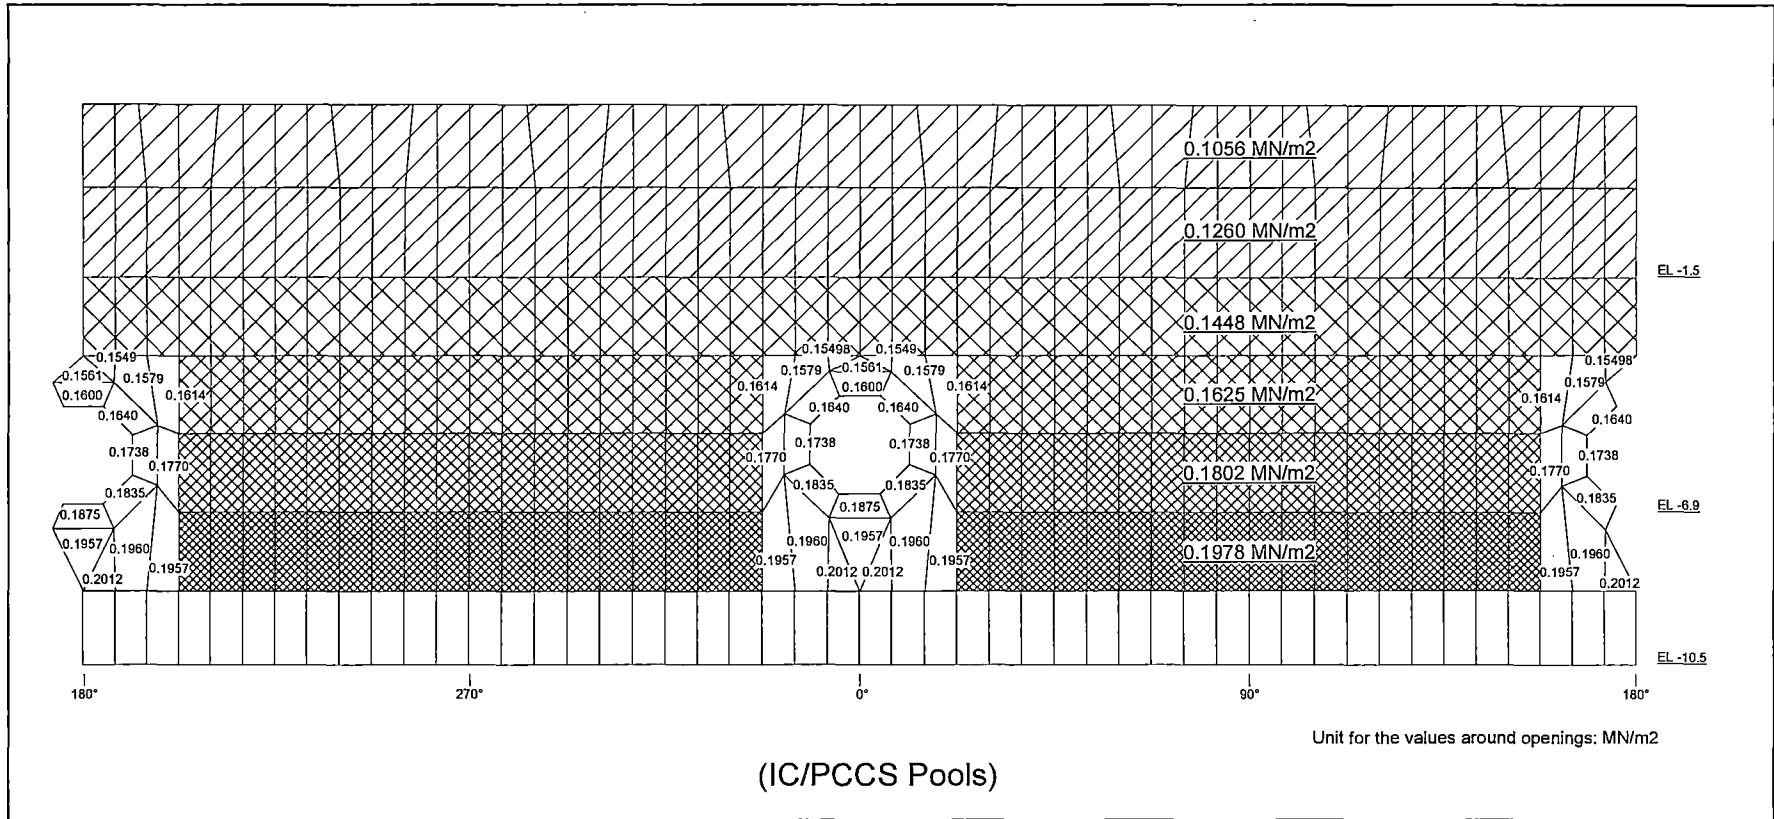 0.1056 MN/m2
0.1260 MN/m2
EL -1.5
0.1448 MN/m2
0.1549 0.15498 0.1549 0.15498
0.1561 0.1579 0.1579 0.1561 0.1579 0.1579
0.1600 0.1614 0.1614 0.1600 0.1614 0.1625 MN/m2 0.1614
0.1640 0.1640 0.1640 0.1640
0.1738 0.1738 0.1738
0.1770 0.1770 0.1770 0.1802 MN/m2 0.1770
0.1835 0.1835 0.1835 0.1835
0.1875 0.1875 EL -6.9
0.1957 0.1960 0.1960 0.1957 0.1960 0.1978 MN/m2 0.1960
0.1957 0.1957 0.1957 0.1957
0.2012 0.2012 0.2012 0.2012
EL -10.5
180° 270° 0° 90° 180°
Unit for the values around openings: MN/m2
(IC/PCCS Pools)